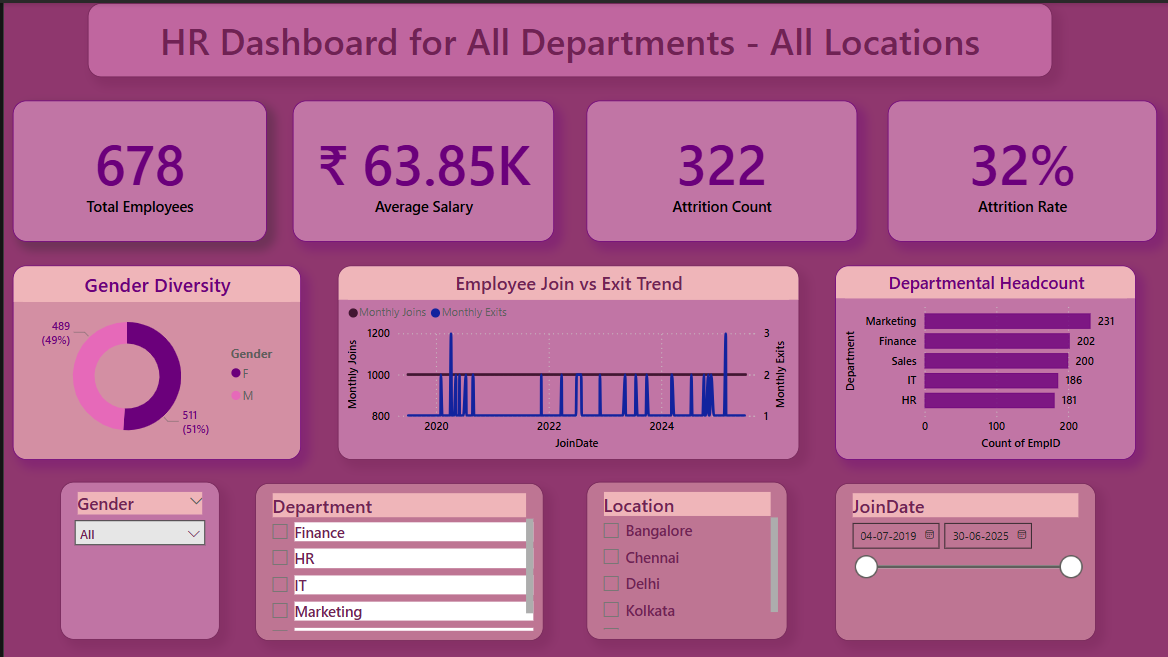 HR Dashboard for All Departments - All Locations
678
Total Employees
₹ 63.85K
Average Salary
322
Attrition Count
32%
Attrition Rate
Gender Diversity
489
(49%)
511
(51%)
Gender
F
M
Employee Join vs Exit Trend
Monthly Joins Monthly Exits
Monthly Joins
1200
1000
800
3
2
1
Monthly Exits
2020 2022 2024
JoinDate
Departmental Headcount
Department
Marketing 231
Finance 202
Sales 200
IT 186
HR 181
0 100 200
Count of EmpID
Gender
All
Department
Finance
HR
IT
Marketing
Location
Bangalore
Chennai
Delhi
Kolkata
JoinDate
04-07-2019 30-06-2025